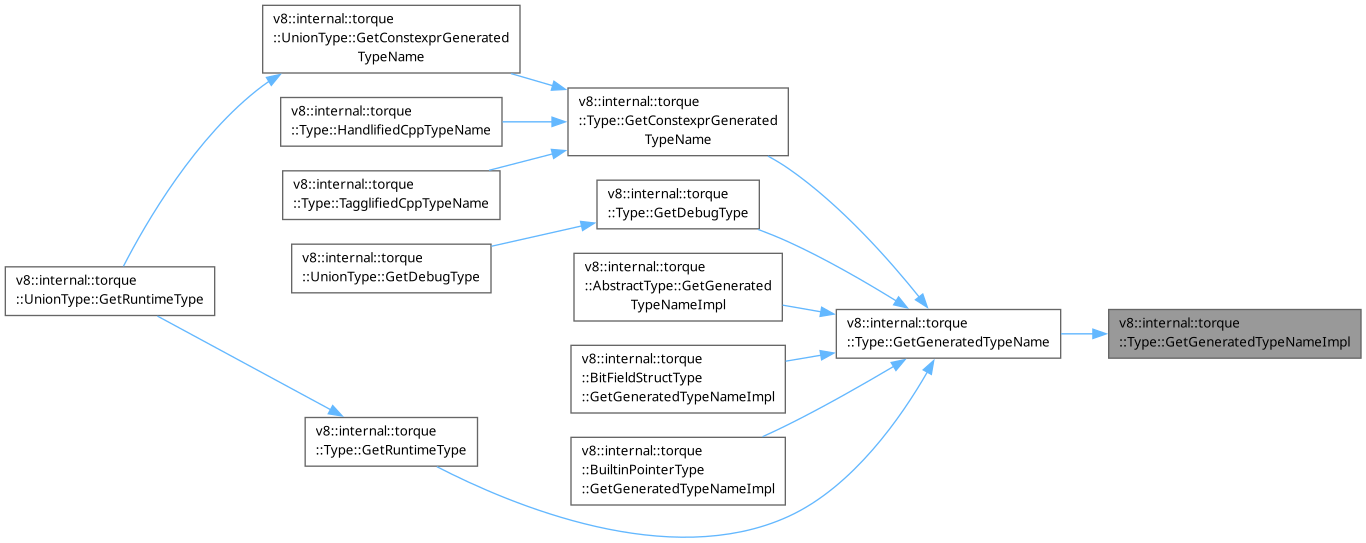 v8::internal::torque
::UnionType::GetConstexprGenerated
TypeName
v8::internal::torque
::Type::HandlifiedCppTypeName
v8::internal::torque
::Type::TagglifiedCppTypeName
v8::internal::torque
::UnionType::GetDebugType
v8::internal::torque
::UnionType::GetRuntimeType
v8::internal::torque
::Type::GetRuntimeType
v8::internal::torque
::Type::GetConstexprGenerated
TypeName
v8::internal::torque
::Type::GetDebugType
v8::internal::torque
::AbstractType::GetGenerated
TypeNameImpl
v8::internal::torque
::BitFieldStructType
::GetGeneratedTypeNameImpl
v8::internal::torque
::BuiltinPointerType
::GetGeneratedTypeNameImpl
v8::internal::torque
::Type::GetGeneratedTypeName
v8::internal::torque
::Type::GetGeneratedTypeNameImpl